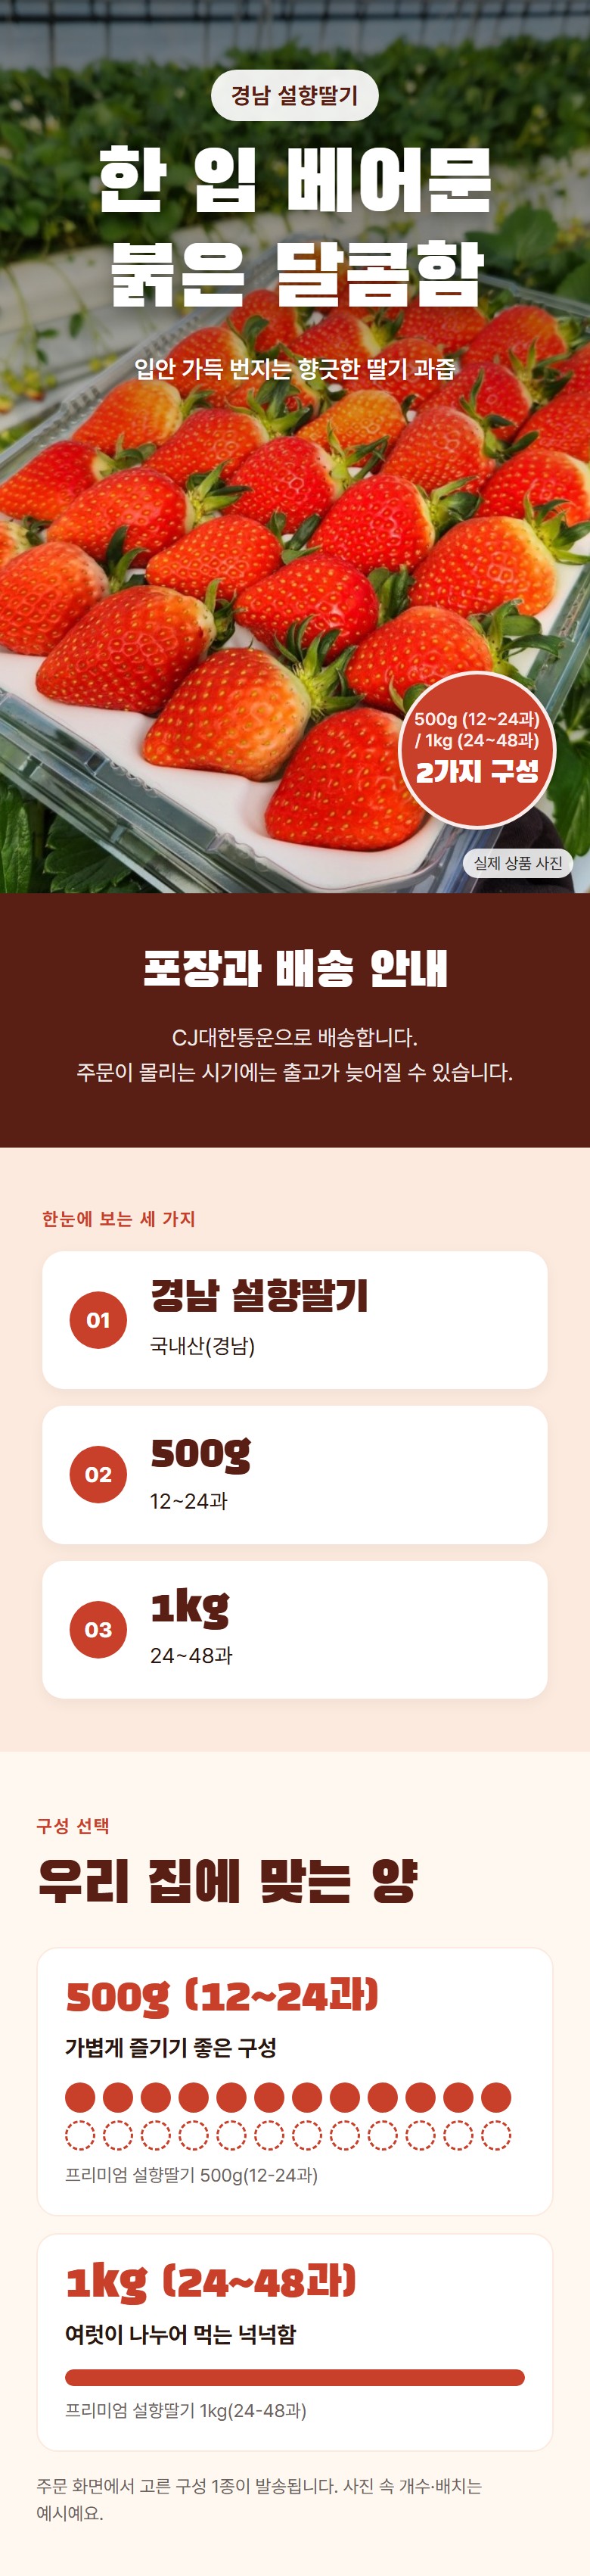 경남 설향딸기
한 입 베어문
붉은 달콤함
입안 가득 번지는 향긋한 딸기 과즙
500g (12~24과)
/ 1kg (24~48과)
2가지 구성
실제 상품 사진
포장과 배송 안내
CJ대한통운으로 배송합니다.
주문이 몰리는 시기에는 출고가 늦어질 수 있습니다.
한눈에 보는 세 가지
01
경남 설향딸기
국내산(경남)
02
500g
12~24과
03
1kg
24~48과
구성 선택
우리 집에 맞는 양
500g (12~24과)
가볍게 즐기기 좋은 구성
프리미엄 설향딸기 500g(12-24과)
1kg (24~48과)
여럿이 나누어 먹는 넉넉함
프리미엄 설향딸기 1kg(24-48과)
주문 화면에서 고른 구성 1종이 발송됩니다. 사진 속 개수·배치는
예시예요.